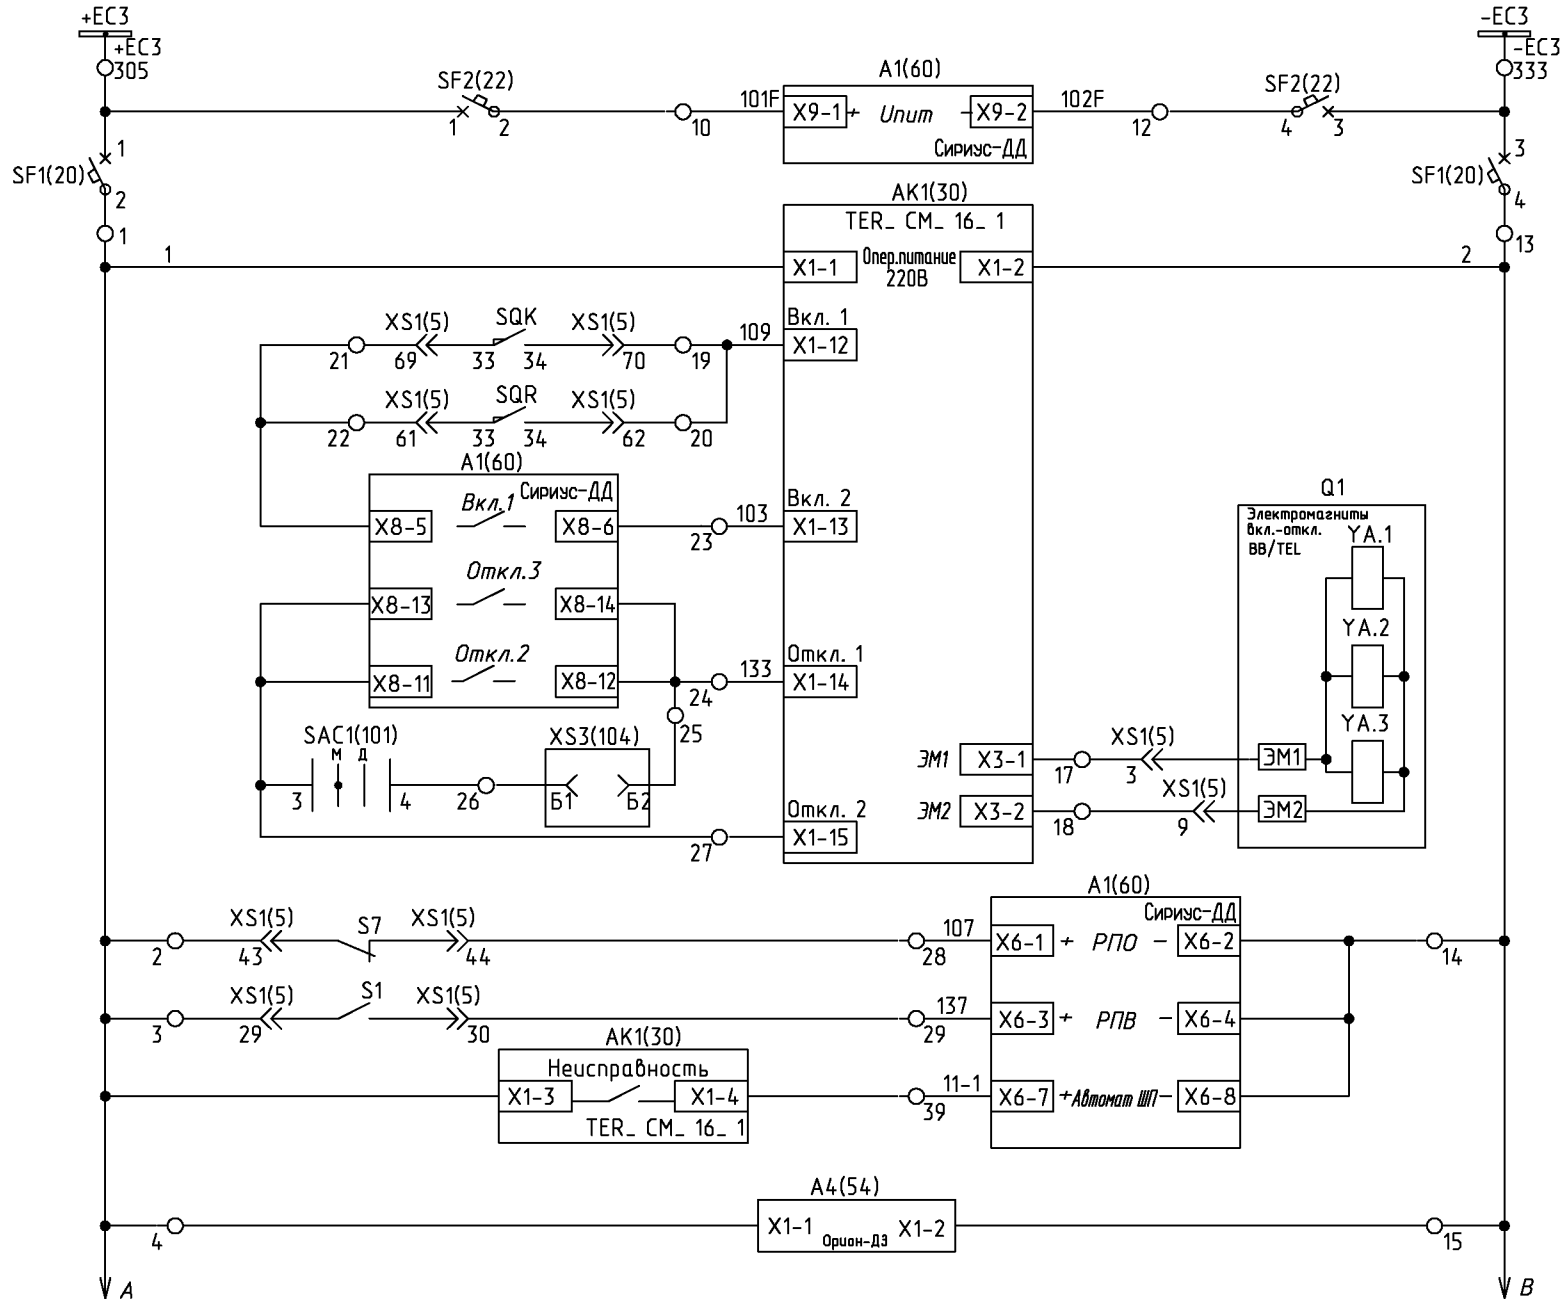 +EC3
-EC3
+EC3
-EC3
305
333
SF2(22)
A1(60)
SF2(22)
1
2
10
101F
X9-1
+
Uпит
-
X9-2
102F
12
4
3
Сириус-ДД
1
SF1(20)
2
1
3
SF1(20)
4
13
AK1(30)
TER_ CM_ 16_ 1
1
X1-1
Опер.питание
220В
X1-2
2
XS1(5)
SQK
XS1(5)
109
Вкл. 1
21
69
33
34
70
19
X1-12
XS1(5)
SQR
XS1(5)
22
61
33
34
62
20
A1(60)
Сириус-ДД
X8-5
Вкл.1
X8-6
23
103
Вкл. 2
X1-13
Откл.3
X8-13
X8-14
Откл.2
X8-11
X8-12
24
133
Откл. 1
X1-14
25
SAC1(101)
М
Д
3
4
26
XS3(104)
Б1
Б2
27
Откл. 2
X1-15
ЭМ1
X3-1
17
XS1(5)
3
ЭМ1
ЭМ2
X3-2
18
XS1(5)
9
ЭМ2
Q1
Электромагниты
вкл.-откл.
BB/TEL
YA.1
YA.2
YA.3
A1(60)
Сириус-ДД
2
XS1(5)
43
S7
XS1(5)
44
28
107
X6-1
+
РПО
-
X6-2
14
3
XS1(5)
29
S1
XS1(5)
30
29
137
X6-3
+
РПВ
-
X6-4
AK1(30)
Неисправность
X1-3
X1-4
TER_ CM_ 16_ 1
39
11-1
X6-7
+
Автомат ШП
-
X6-8
4
A4(54)
X1-1
Орион-ДЗ
X1-2
15
A
B